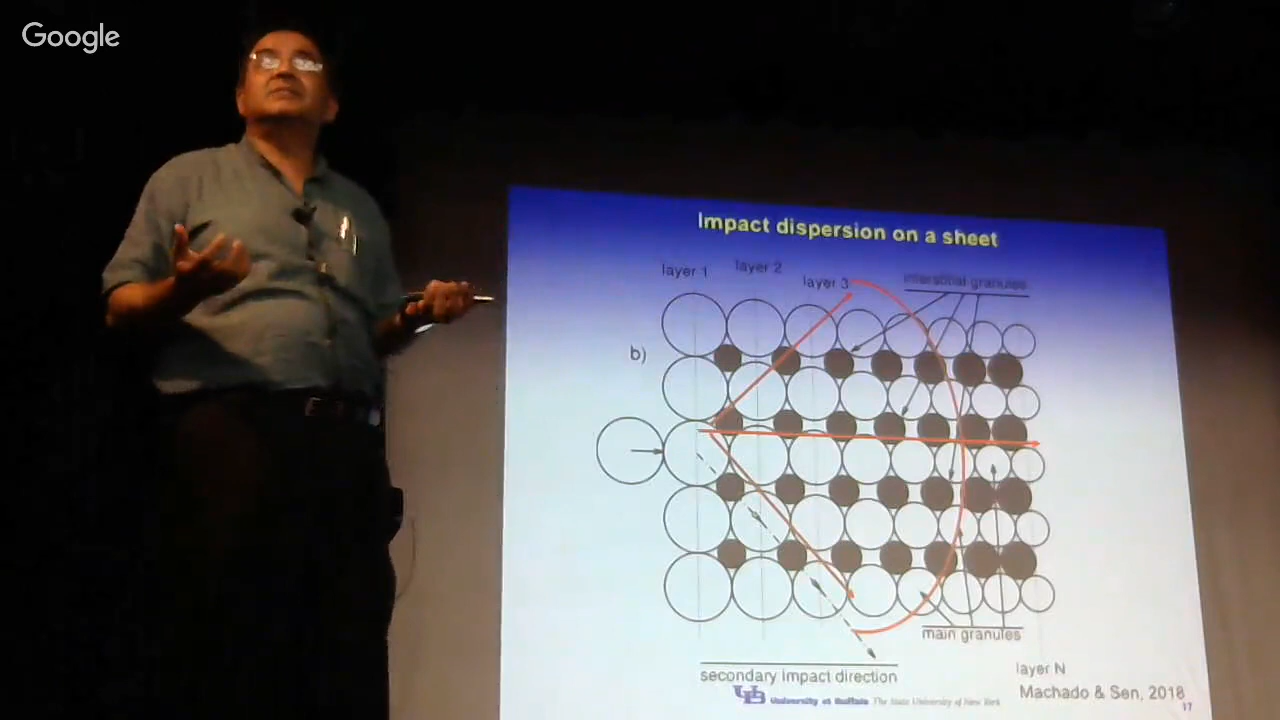 Google
Impact dispersion on a sheet
layer 1
layer 2
layer 3
interstitial granules
b)
main granules
secondary impact direction
layer N
UB University at Buffalo The State University of New York
Machado & Sen, 2018
17